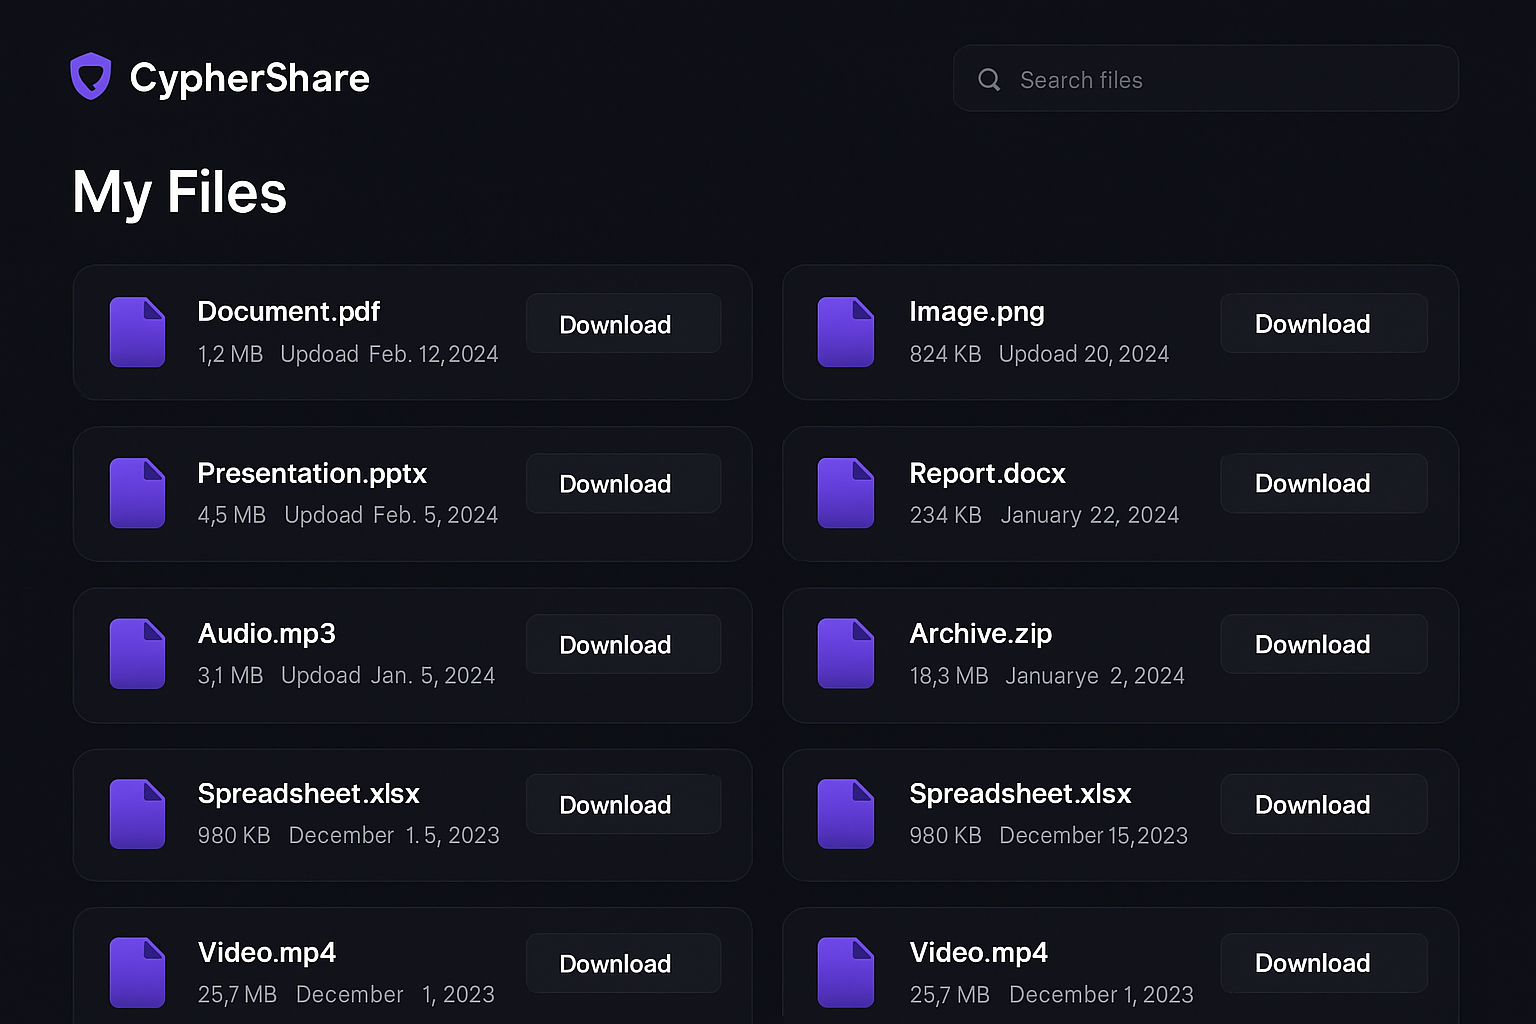 CypherShare
Search files
My Files
Document.pdf
1,2 MB Updoad Feb. 12, 2024
Download
Image.png
824 KB Updoad 20, 2024
Download
Presentation.pptx
4,5 MB Updoad Feb. 5, 2024
Download
Report.docx
234 KB January 22, 2024
Download
Audio.mp3
3,1 MB Updoad Jan. 5, 2024
Download
Archive.zip
18,3 MB Januarye 2, 2024
Download
Spreadsheet.xlsx
980 KB December 1. 5, 2023
Download
Spreadsheet.xlsx
980 KB December 15, 2023
Download
Video.mp4
25,7 MB December 1, 2023
Download
Video.mp4
25,7 MB December 1, 2023
Download